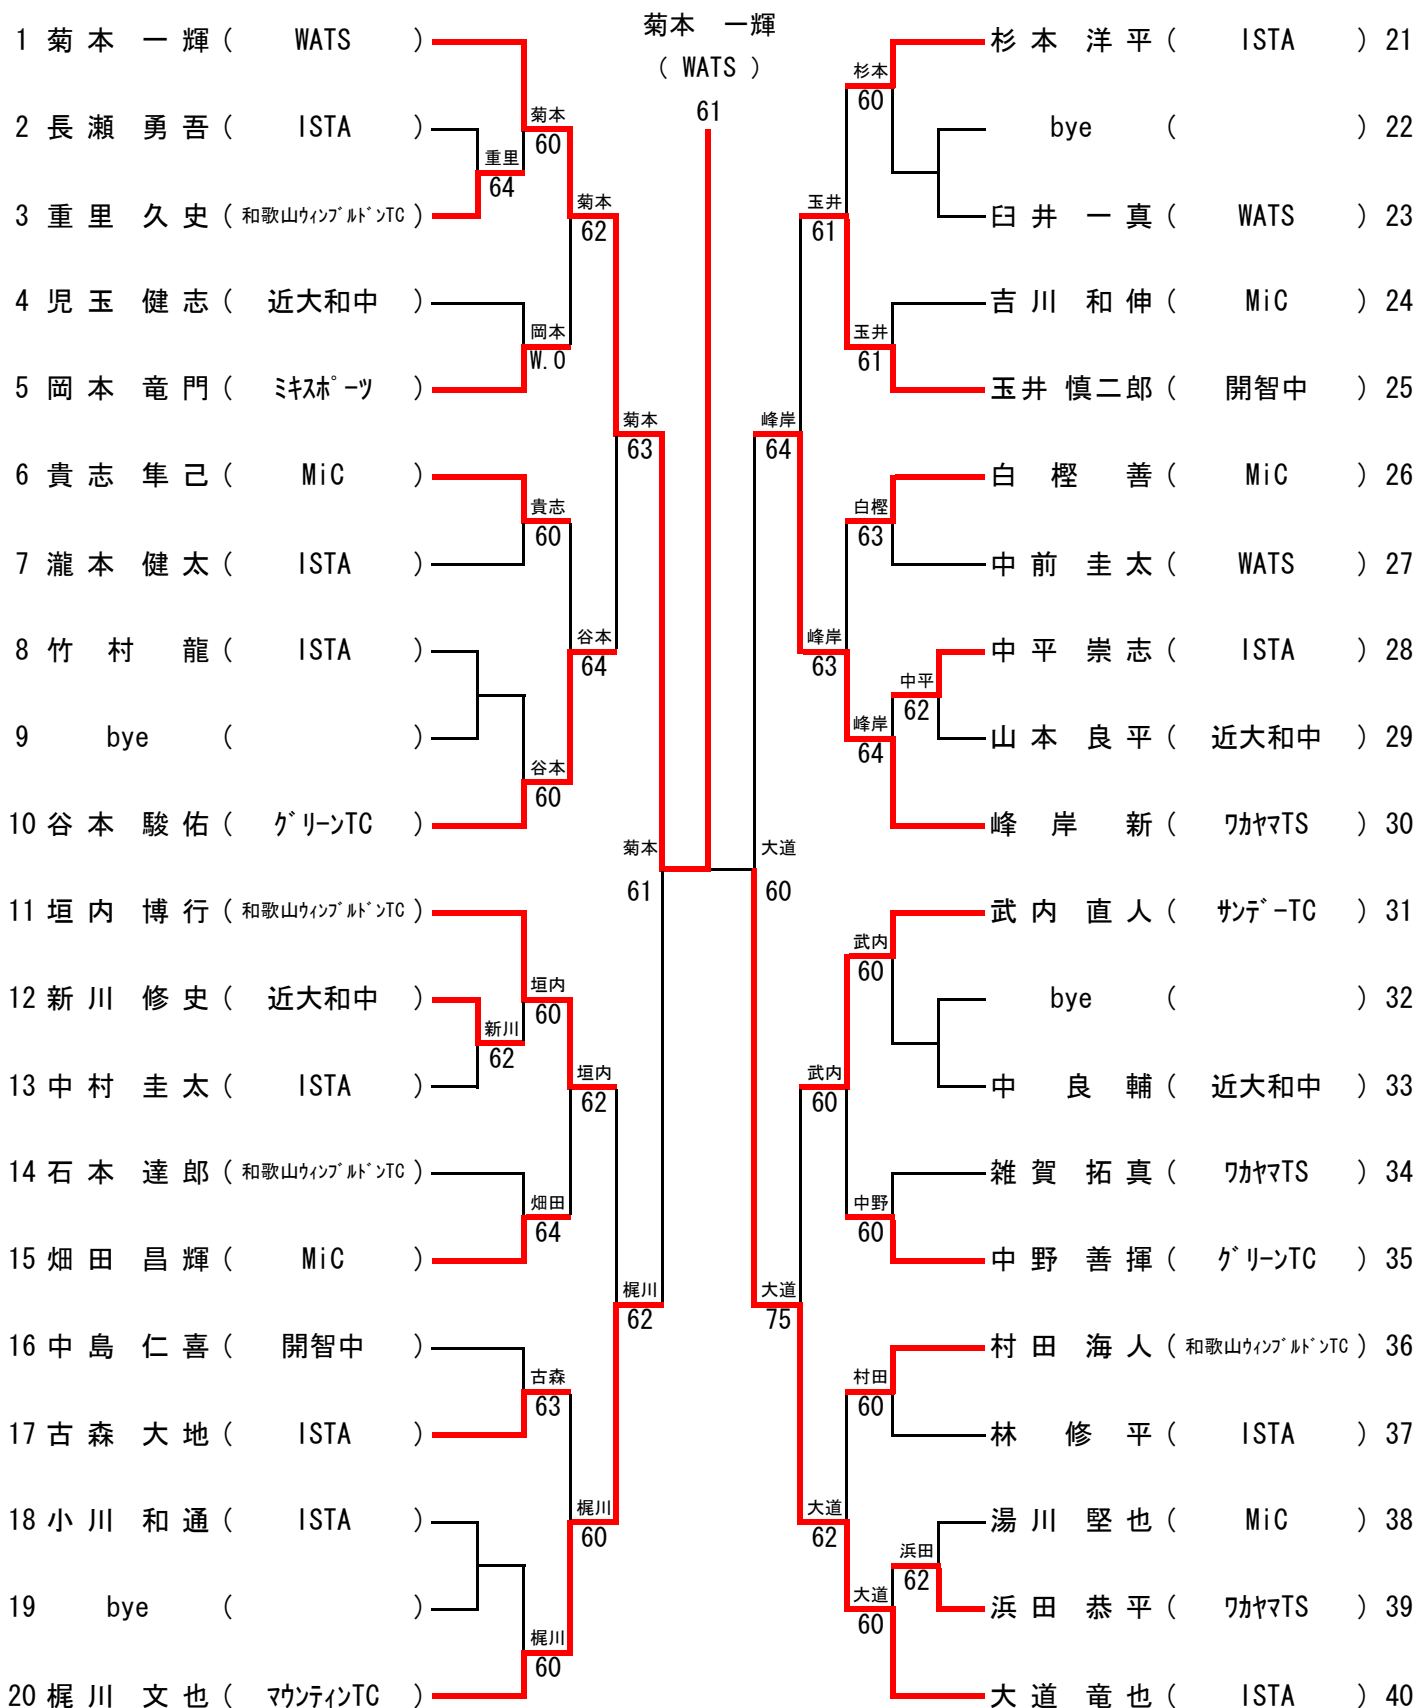 菊本 一輝
( WATS )
61
1 菊本 一輝 ( WATS )
2 長瀬 勇吾 ( ISTA )
3 重里 久史 ( 和歌山ｳｨﾝﾌﾞﾙﾄﾞﾝTC )
4 児玉 健志 ( 近大和中 )
5 岡本 竜門 ( ﾐｷｽﾎﾟｰﾂ )
6 貴志 隼己 ( MiC )
7 瀧本 健太 ( ISTA )
8 竹村 龍 ( ISTA )
9 bye ( )
10 谷本 駿佑 ( ｸﾞﾘｰﾝTC )
11 垣内 博行 ( 和歌山ｳｨﾝﾌﾞﾙﾄﾞﾝTC )
12 新川 修史 ( 近大和中 )
13 中村 圭太 ( ISTA )
14 石本 達郎 ( 和歌山ｳｨﾝﾌﾞﾙﾄﾞﾝTC )
15 畑田 昌輝 ( MiC )
16 中島 仁喜 ( 開智中 )
17 古森 大地 ( ISTA )
18 小川 和通 ( ISTA )
19 bye ( )
20 梶川 文也 ( ﾏｳﾝﾃｨﾝTC )
重里
64
新川
62
菊本
60
岡本
W.O
貴志
60
谷本
60
垣内
60
畑田
64
古森
63
梶川
60
菊本
62
谷本
64
垣内
62
梶川
60
菊本
63
梶川
62
菊本
61
大道
60
峰岸
64
大道
75
玉井
61
峰岸
63
武内
60
大道
62
杉本
60
玉井
61
白樫
63
峰岸
64
武内
60
中野
60
村田
60
大道
60
中平
62
浜田
62
杉本 洋平 ( ISTA ) 21
bye ( ) 22
臼井 一真 ( WATS ) 23
吉川 和伸 ( MiC ) 24
玉井 慎二郎 ( 開智中 ) 25
白樫 善 ( MiC ) 26
中前 圭太 ( WATS ) 27
中平 崇志 ( ISTA ) 28
山本 良平 ( 近大和中 ) 29
峰岸 新 ( ﾜｶﾔﾏTS ) 30
武内 直人 ( ｻﾝﾃﾞｰTC ) 31
bye ( ) 32
中 良輔 ( 近大和中 ) 33
雑賀 拓真 ( ﾜｶﾔﾏTS ) 34
中野 善揮 ( ｸﾞﾘｰﾝTC ) 35
村田 海人 ( 和歌山ｳｨﾝﾌﾞﾙﾄﾞﾝTC ) 36
林 修平 ( ISTA ) 37
湯川 堅也 ( MiC ) 38
浜田 恭平 ( ﾜｶﾔﾏTS ) 39
大道 竜也 ( ISTA ) 40